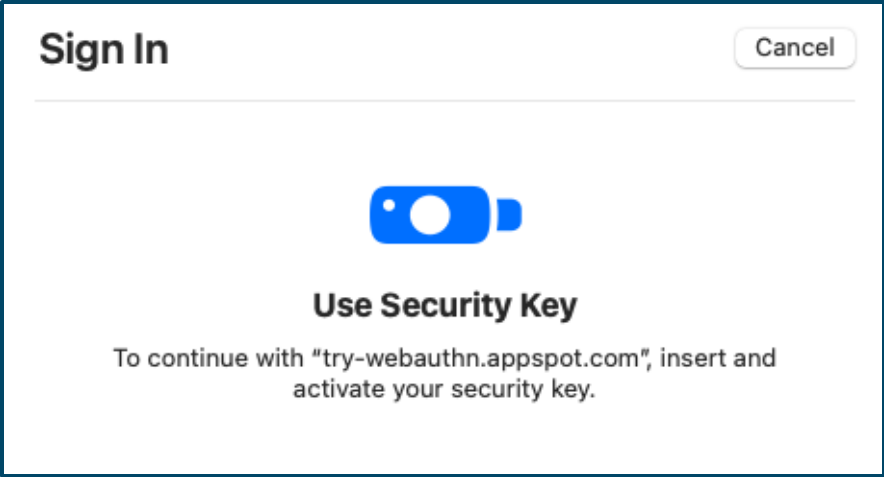 Sign In
Cancel
Use Security Key
To continue with “try-webauthn.appspot.com”, insert and
activate your security key.